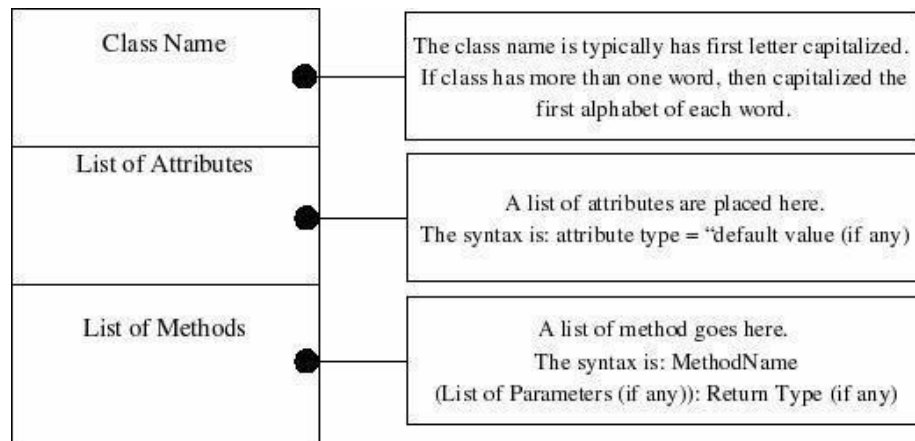 Class Name
The class name is typically has first letter capitalized.
If class has more than one word, then capitalized the
first alphabet of each word.
List of Attributes
A list of attributes are placed here.
The syntax is: attribute type = “default value (if any)
List of Methods
A list of method goes here.
The syntax is: MethodName
(List of Parameters (if any)): Return Type (if any)